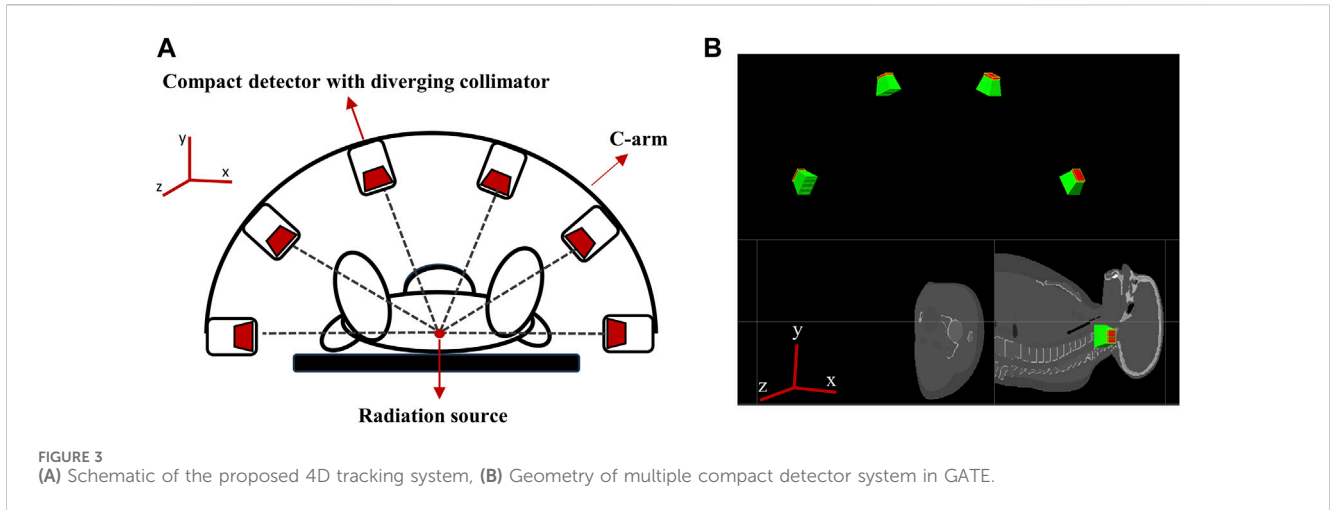 A
B
Compact detector with diverging collimator
C-arm
y
x
z
Radiation source
y
z
x
FIGURE 3
(A) Schematic of the proposed 4D tracking system, (B) Geometry of multiple compact detector system in GATE.